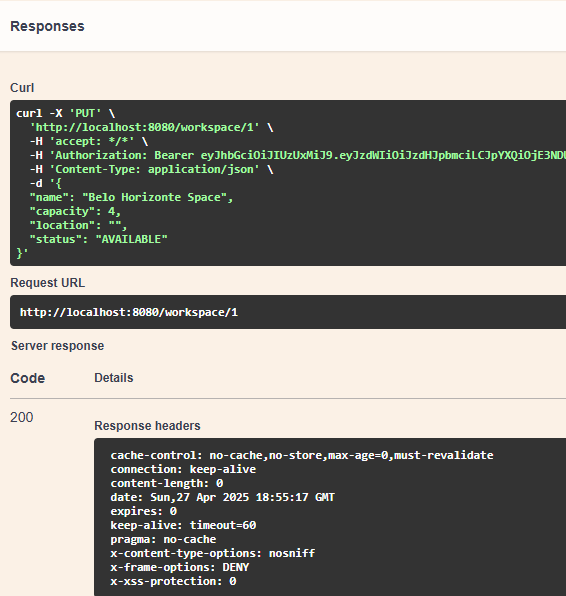 Responses
Curl
curl -X 'PUT' \
'http://localhost:8080/workspace/1' \
-H 'accept: */*' \
-H 'Authorization: Bearer eyJhbGciOiJIUzUxMiJ9.eyJzdWIiOiJzdHJpbmciLCJpYXQiOjE3NDU
-H 'Content-Type: application/json' \
-d '{
"name": "Belo Horizonte Space",
"capacity": 4,
"location": "",
"status": "AVAILABLE"
}'
Request URL
http://localhost:8080/workspace/1
Server response
Code Details
200
Response headers
cache-control: no-cache,no-store,max-age=0,must-revalidate
connection: keep-alive
content-length: 0
date: Sun,27 Apr 2025 18:55:17 GMT
expires: 0
keep-alive: timeout=60
pragma: no-cache
x-content-type-options: nosniff
x-frame-options: DENY
x-xss-protection: 0